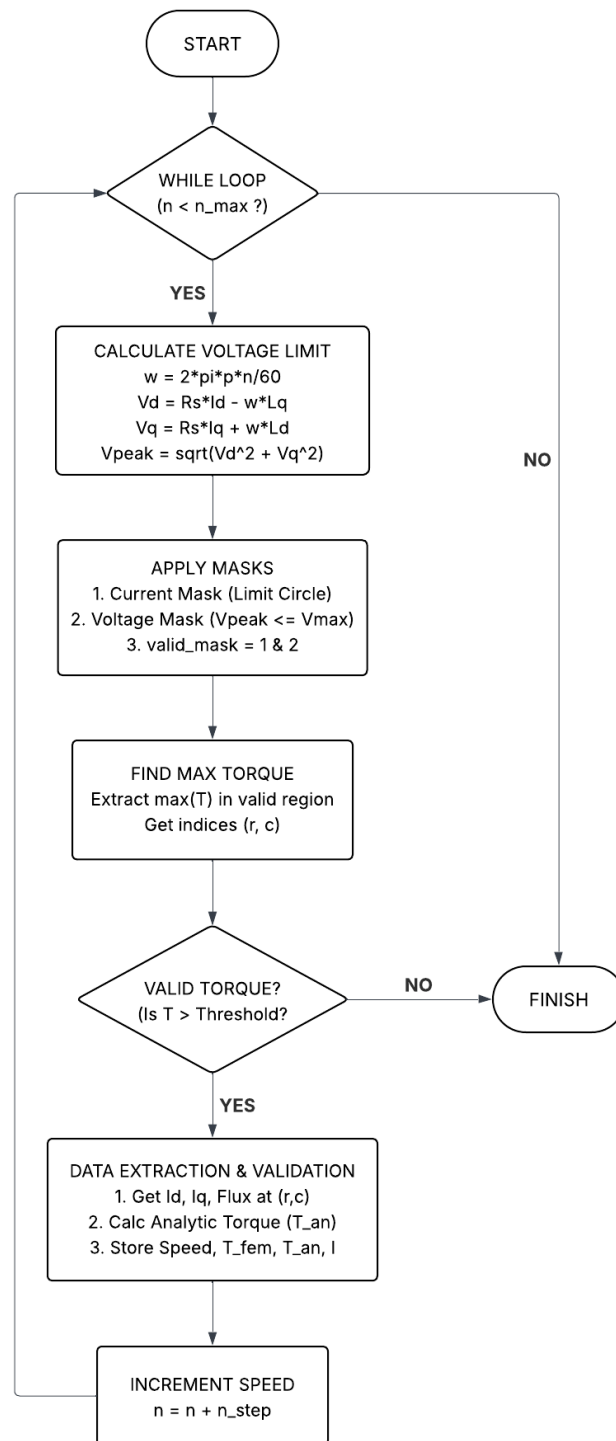 START
WHILE LOOP
(n < n_max ?)
YES
CALCULATE VOLTAGE LIMIT
w = 2*pi*p*n/60
Vd = Rs*Id - w*Lq
Vq = Rs*Iq + w*Ld
Vpeak = sqrt(Vd^2 + Vq^2)
NO
APPLY MASKS
1. Current Mask (Limit Circle)
2. Voltage Mask (Vpeak <= Vmax)
3. valid_mask = 1 & 2
FIND MAX TORQUE
Extract max(T) in valid region
Get indices (r, c)
VALID TORQUE?
(Is T > Threshold?
NO
FINISH
YES
DATA EXTRACTION & VALIDATION
1. Get Id, Iq, Flux at (r,c)
2. Calc Analytic Torque (T_an)
3. Store Speed, T_fem, T_an, I
INCREMENT SPEED
n = n + n_step